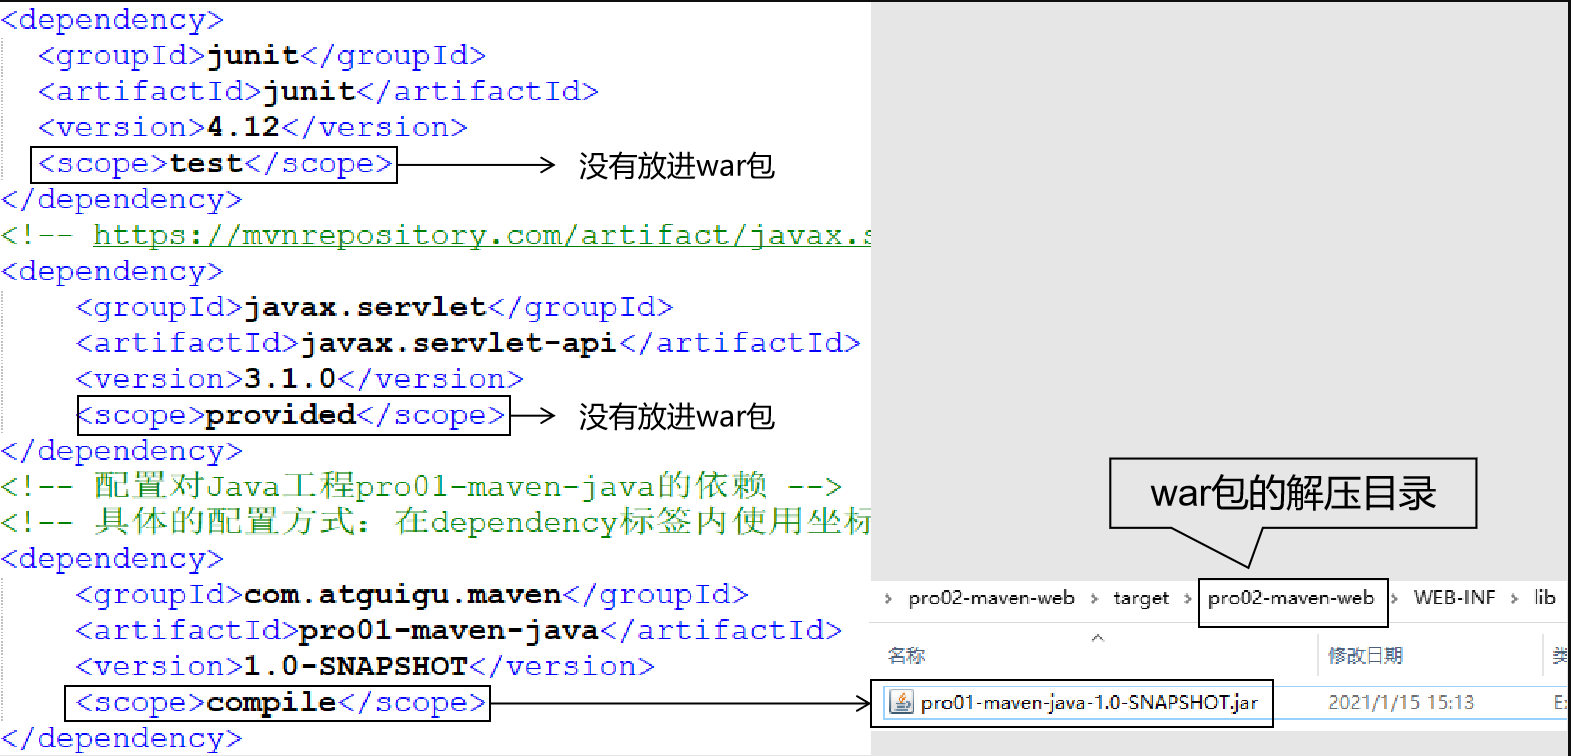 <dependency>
<groupId>junit</groupId>
<artifactId>junit</artifactId>
<version>4.12</version>
<scope>test</scope>
没有放进war包
</dependency>
<!-- https://mvnrepository.com/artifact/javax.s
<dependency>
<groupId>javax.servlet</groupId>
<artifactId>javax.servlet-api</artifactId>
<version>3.1.0</version>
<scope>provided</scope>
没有放进war包
</dependency>
<!-- 配置对Java工程pro01-maven-java的依赖 -->
<!-- 具体的配置方式：在dependency标签内使用坐标
<dependency>
<groupId>com.atguigu.maven</groupId>
<artifactId>pro01-maven-java</artifactId>
<version>1.0-SNAPSHOT</version>
<scope>compile</scope>
</dependency>
war包的解压目录
> pro02-maven-web > target > pro02-maven-web > WEB-INF > lib
名称 修改日期 类
pro01-maven-java-1.0-SNAPSHOT.jar 2021/1/15 15:13 Ex